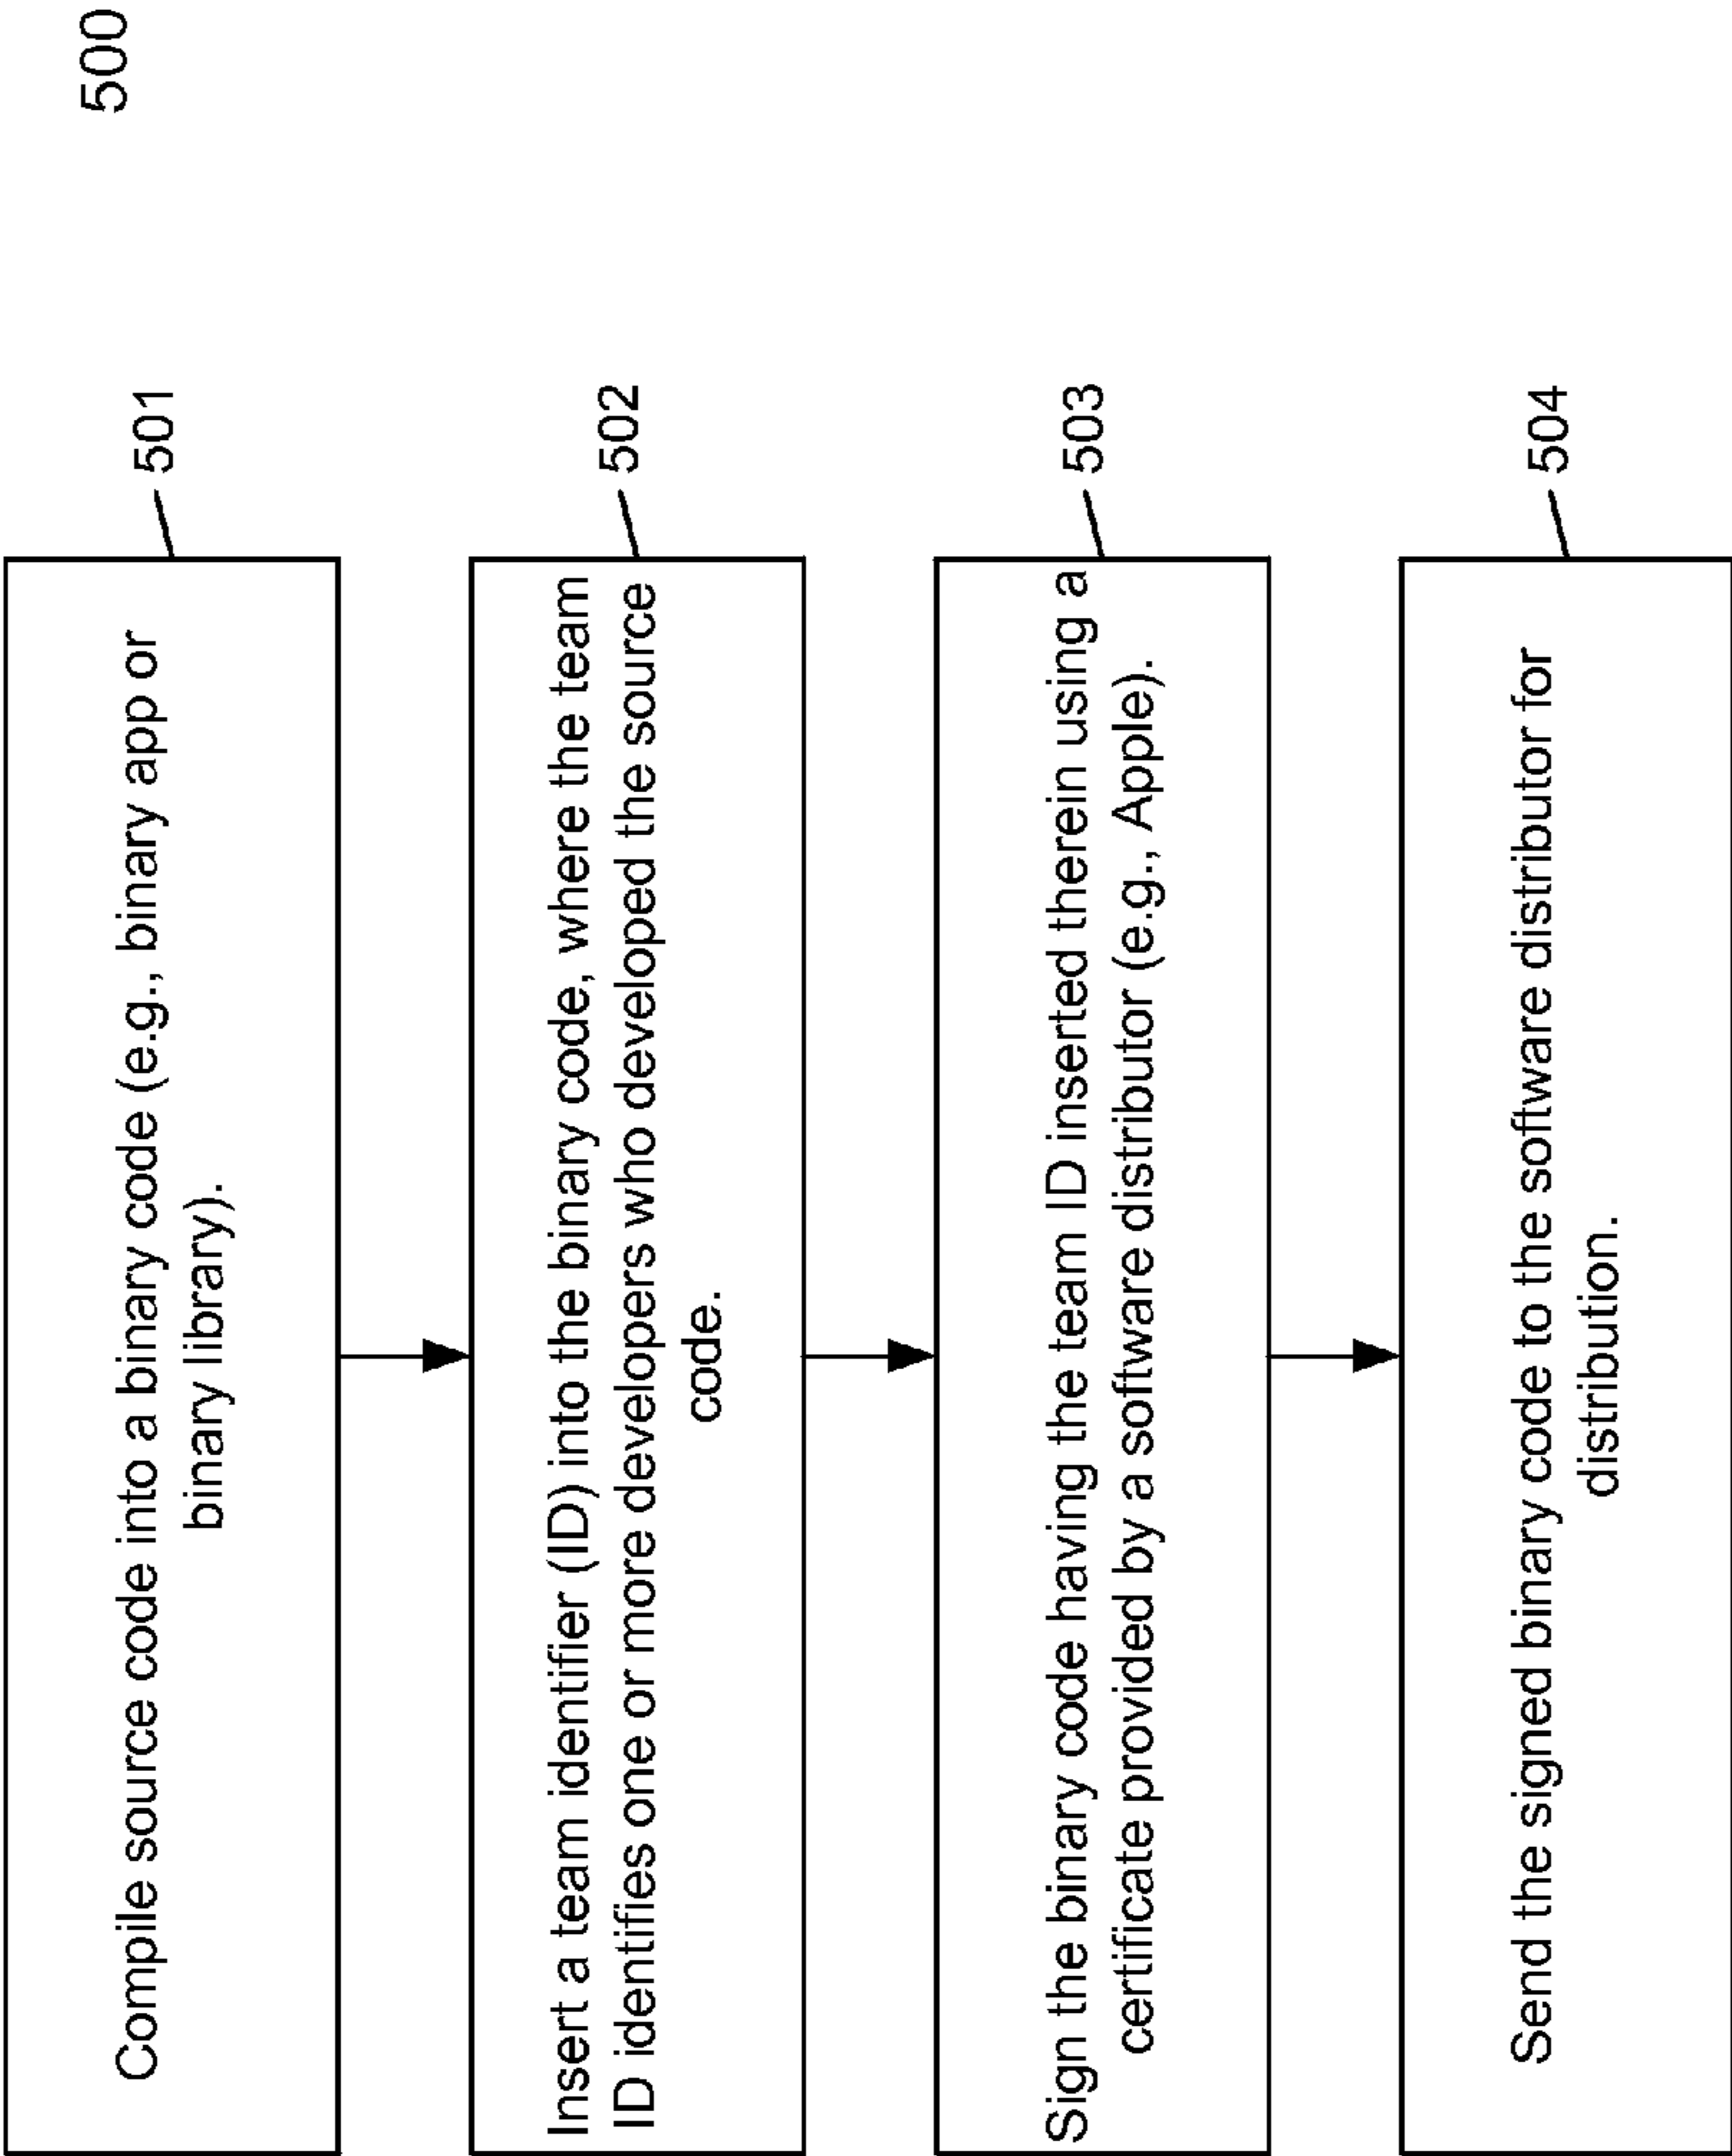 500
Compile source code into a binary code (e.g., binary app or
binary library).
501
Insert a team identifier (ID) into the binary code, where the team
ID identifies one or more developers who developed the source
code.
502
Sign the binary code having the team ID inserted therein using a
certificate provided by a software distributor (e.g., Apple).
503
Send the signed binary code to the software distributor for
distribution.
504